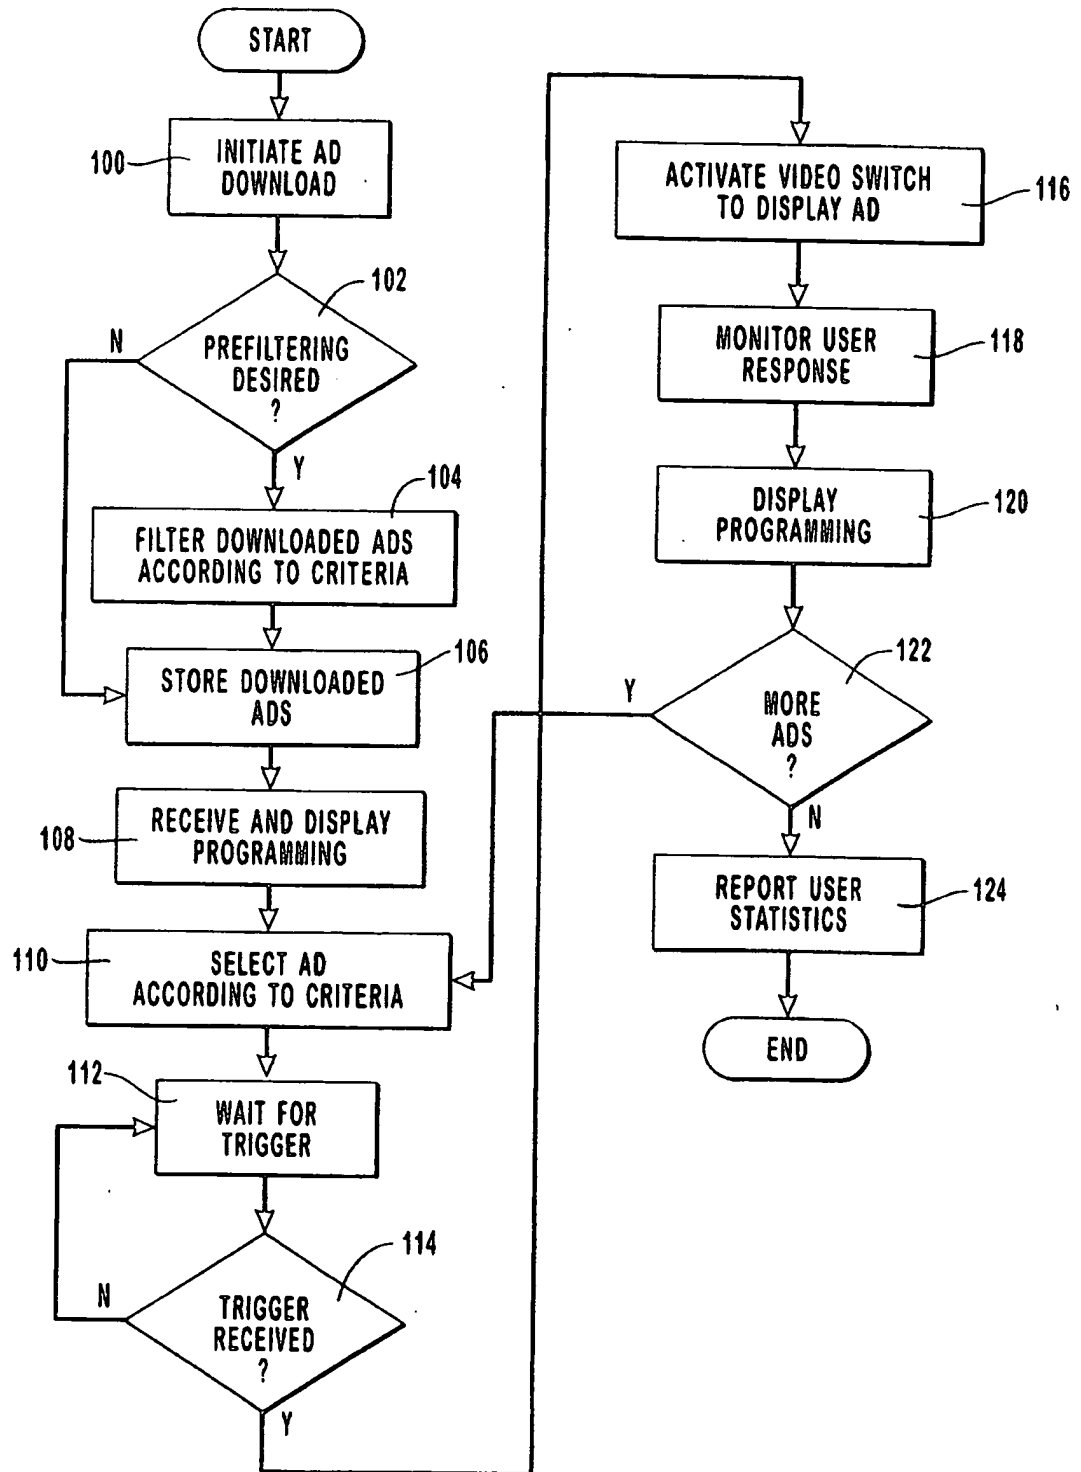 START
100
INITIATE AD
DOWNLOAD
102
N
PREFILTERING
DESIRED
?
Y
104
FILTER DOWNLOADED ADS
ACCORDING TO CRITERIA
106
STORE DOWNLOADED
ADS
108
RECEIVE AND DISPLAY
PROGRAMMING
110
SELECT AD
ACCORDING TO CRITERIA
112
WAIT FOR
TRIGGER
114
N
TRIGGER
RECEIVED
?
Y
ACTIVATE VIDEO SWITCH
TO DISPLAY AD
116
MONITOR USER
RESPONSE
118
DISPLAY
PROGRAMMING
120
122
Y
MORE
ADS
?
N
REPORT USER
STATISTICS
124
END